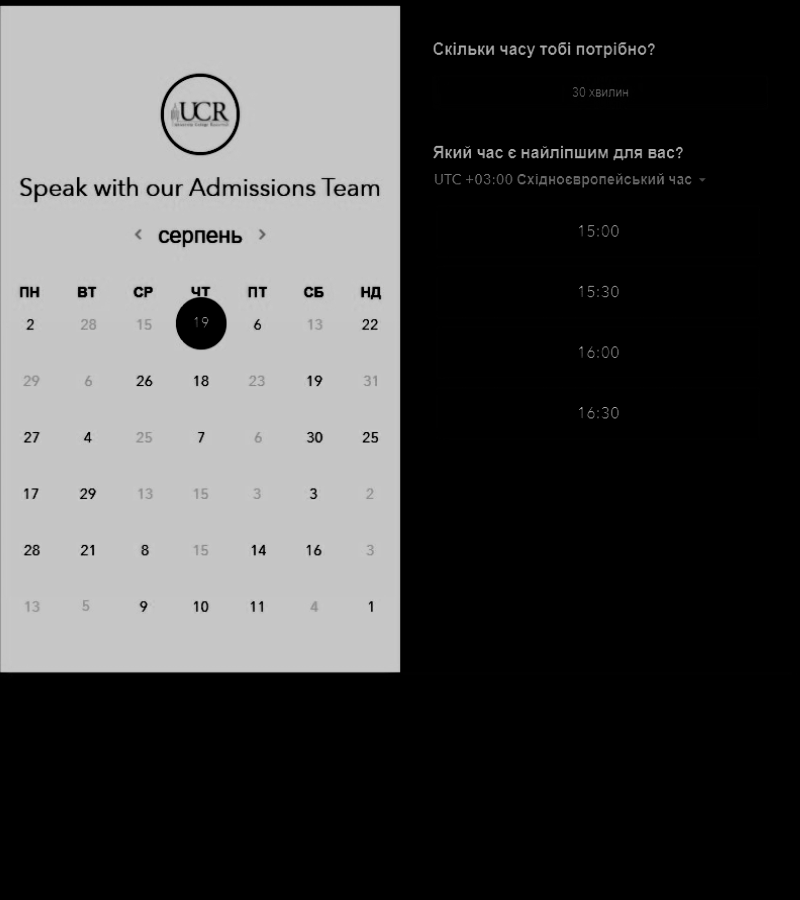 UCR
Speak with our Admissions Team
серпень
ПН ВТ СР ЧТ ПТ СБ НД
2 28 15 19 6 13 22
29 6 26 18 23 19 31
27 4 25 7 6 30 25
17 29 13 15 3 3 2
28 21 8 15 14 16 3
13 5 9 10 11 4 1
Скільки часу тобі потрібно?
30 хвилин
Який час є найліпшим для вас?
UTC +03:00 Східноєвропейський час
15:00
15:30
16:00
16:30